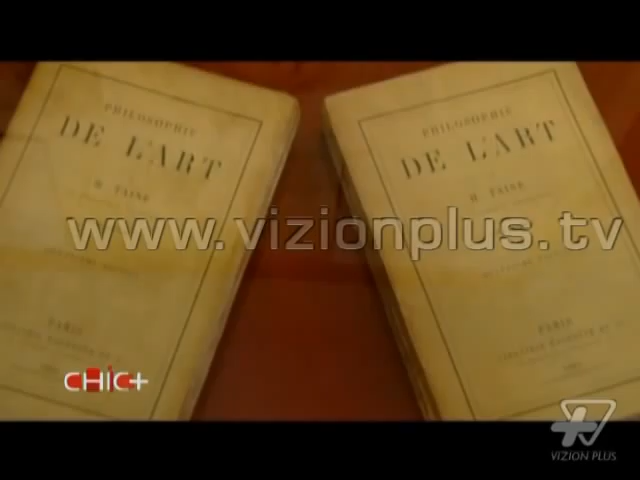 PHILOSOPHIE
DE L'ART
H. TAINE
PARIS
PHILOSOPHIE
DE L'ART
H. TAINE
PARIS
www.vizionplus.tv
CHIC+
VIZION PLUS